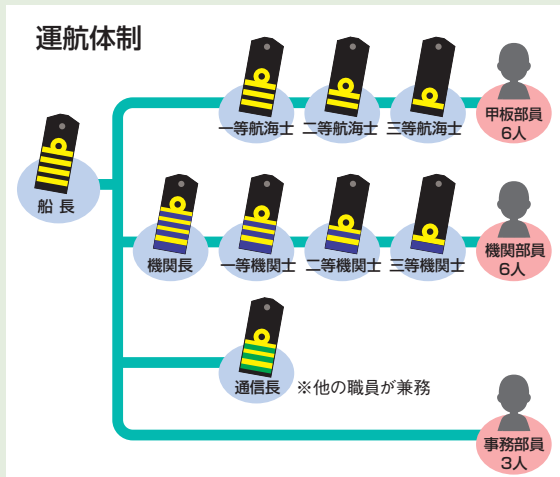 運航体制
一等航海士 二等航海士 三等航海士
甲板部員
6人
船 長
機関長 一等機関士 二等機関士 三等機関士
機関部員
6人
通信長 ※他の職員が兼務
事務部員
3人